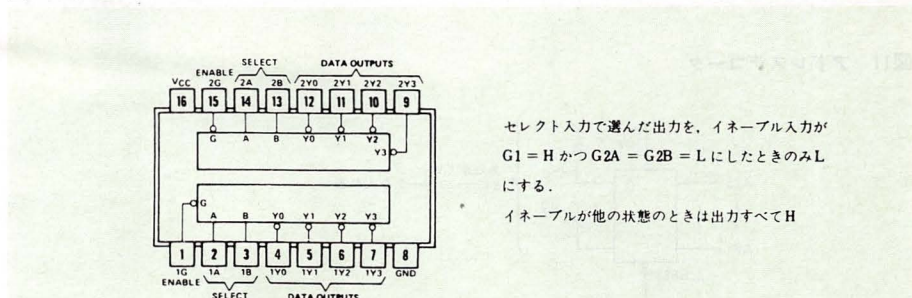 SELECT DATA OUTPUTS
ENABLE
VCC 2G 2A 2B 2Y0 2Y1 2Y2 2Y3
16 15 14 13 12 11 10 9
G A B Y0 Y1 Y2
Y3
G
A B Y0 Y1 Y2 Y3
1 2 3 4 5 6 7 8
1G 1A 1B 1Y0 1Y1 1Y2 1Y3 GND
ENABLE
SELECT DATA OUTPUTS
セレクト入力で選んだ出力を,イネーブル入力が
G1 = H かつ G2A = G2B = L にしたときのみL
にする.
イネーブルが他の状態のときは出力すべてH